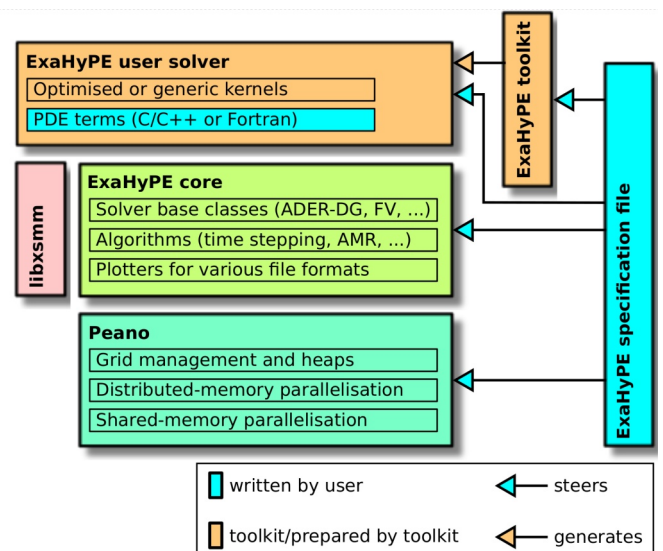 ExaHyPE user solver
Optimised or generic kernels
PDE terms (C/C++ or Fortran)
ExaHyPE toolkit
ExaHyPE specification file
libxsmm
ExaHyPE core
Solver base classes (ADER-DG, FV, ...)
Algorithms (time stepping, AMR, ...)
Plotters for various file formats
Peano
Grid management and heaps
Distributed-memory parallelisation
Shared-memory parallelisation
written by user
steers
toolkit/prepared by toolkit
generates